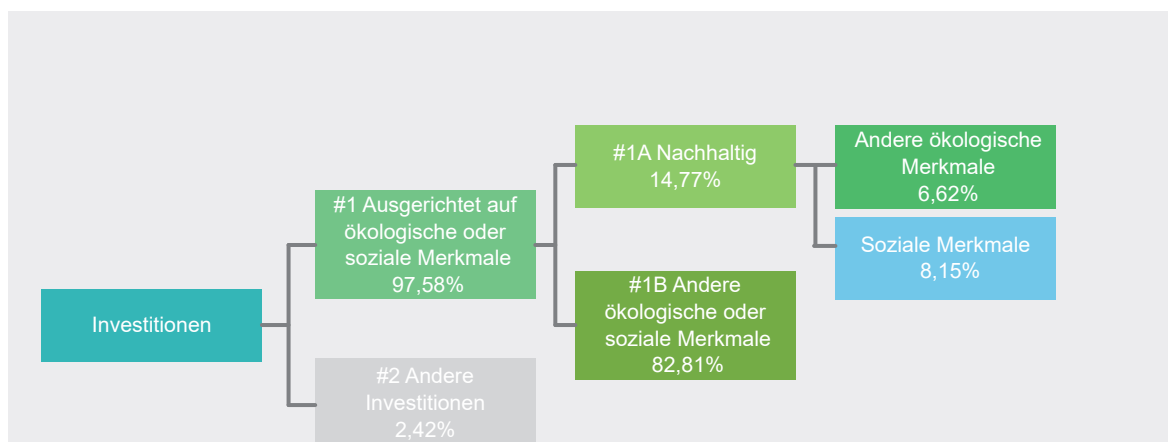 Investitionen
#1 Ausgerichtet auf
ökologische oder
soziale Merkmale
97,58%
#2 Andere
Investitionen
2,42%
#1A Nachhaltig
14,77%
#1B Andere
ökologische oder
soziale Merkmale
82,81%
Andere ökologische
Merkmale
6,62%
Soziale Merkmale
8,15%